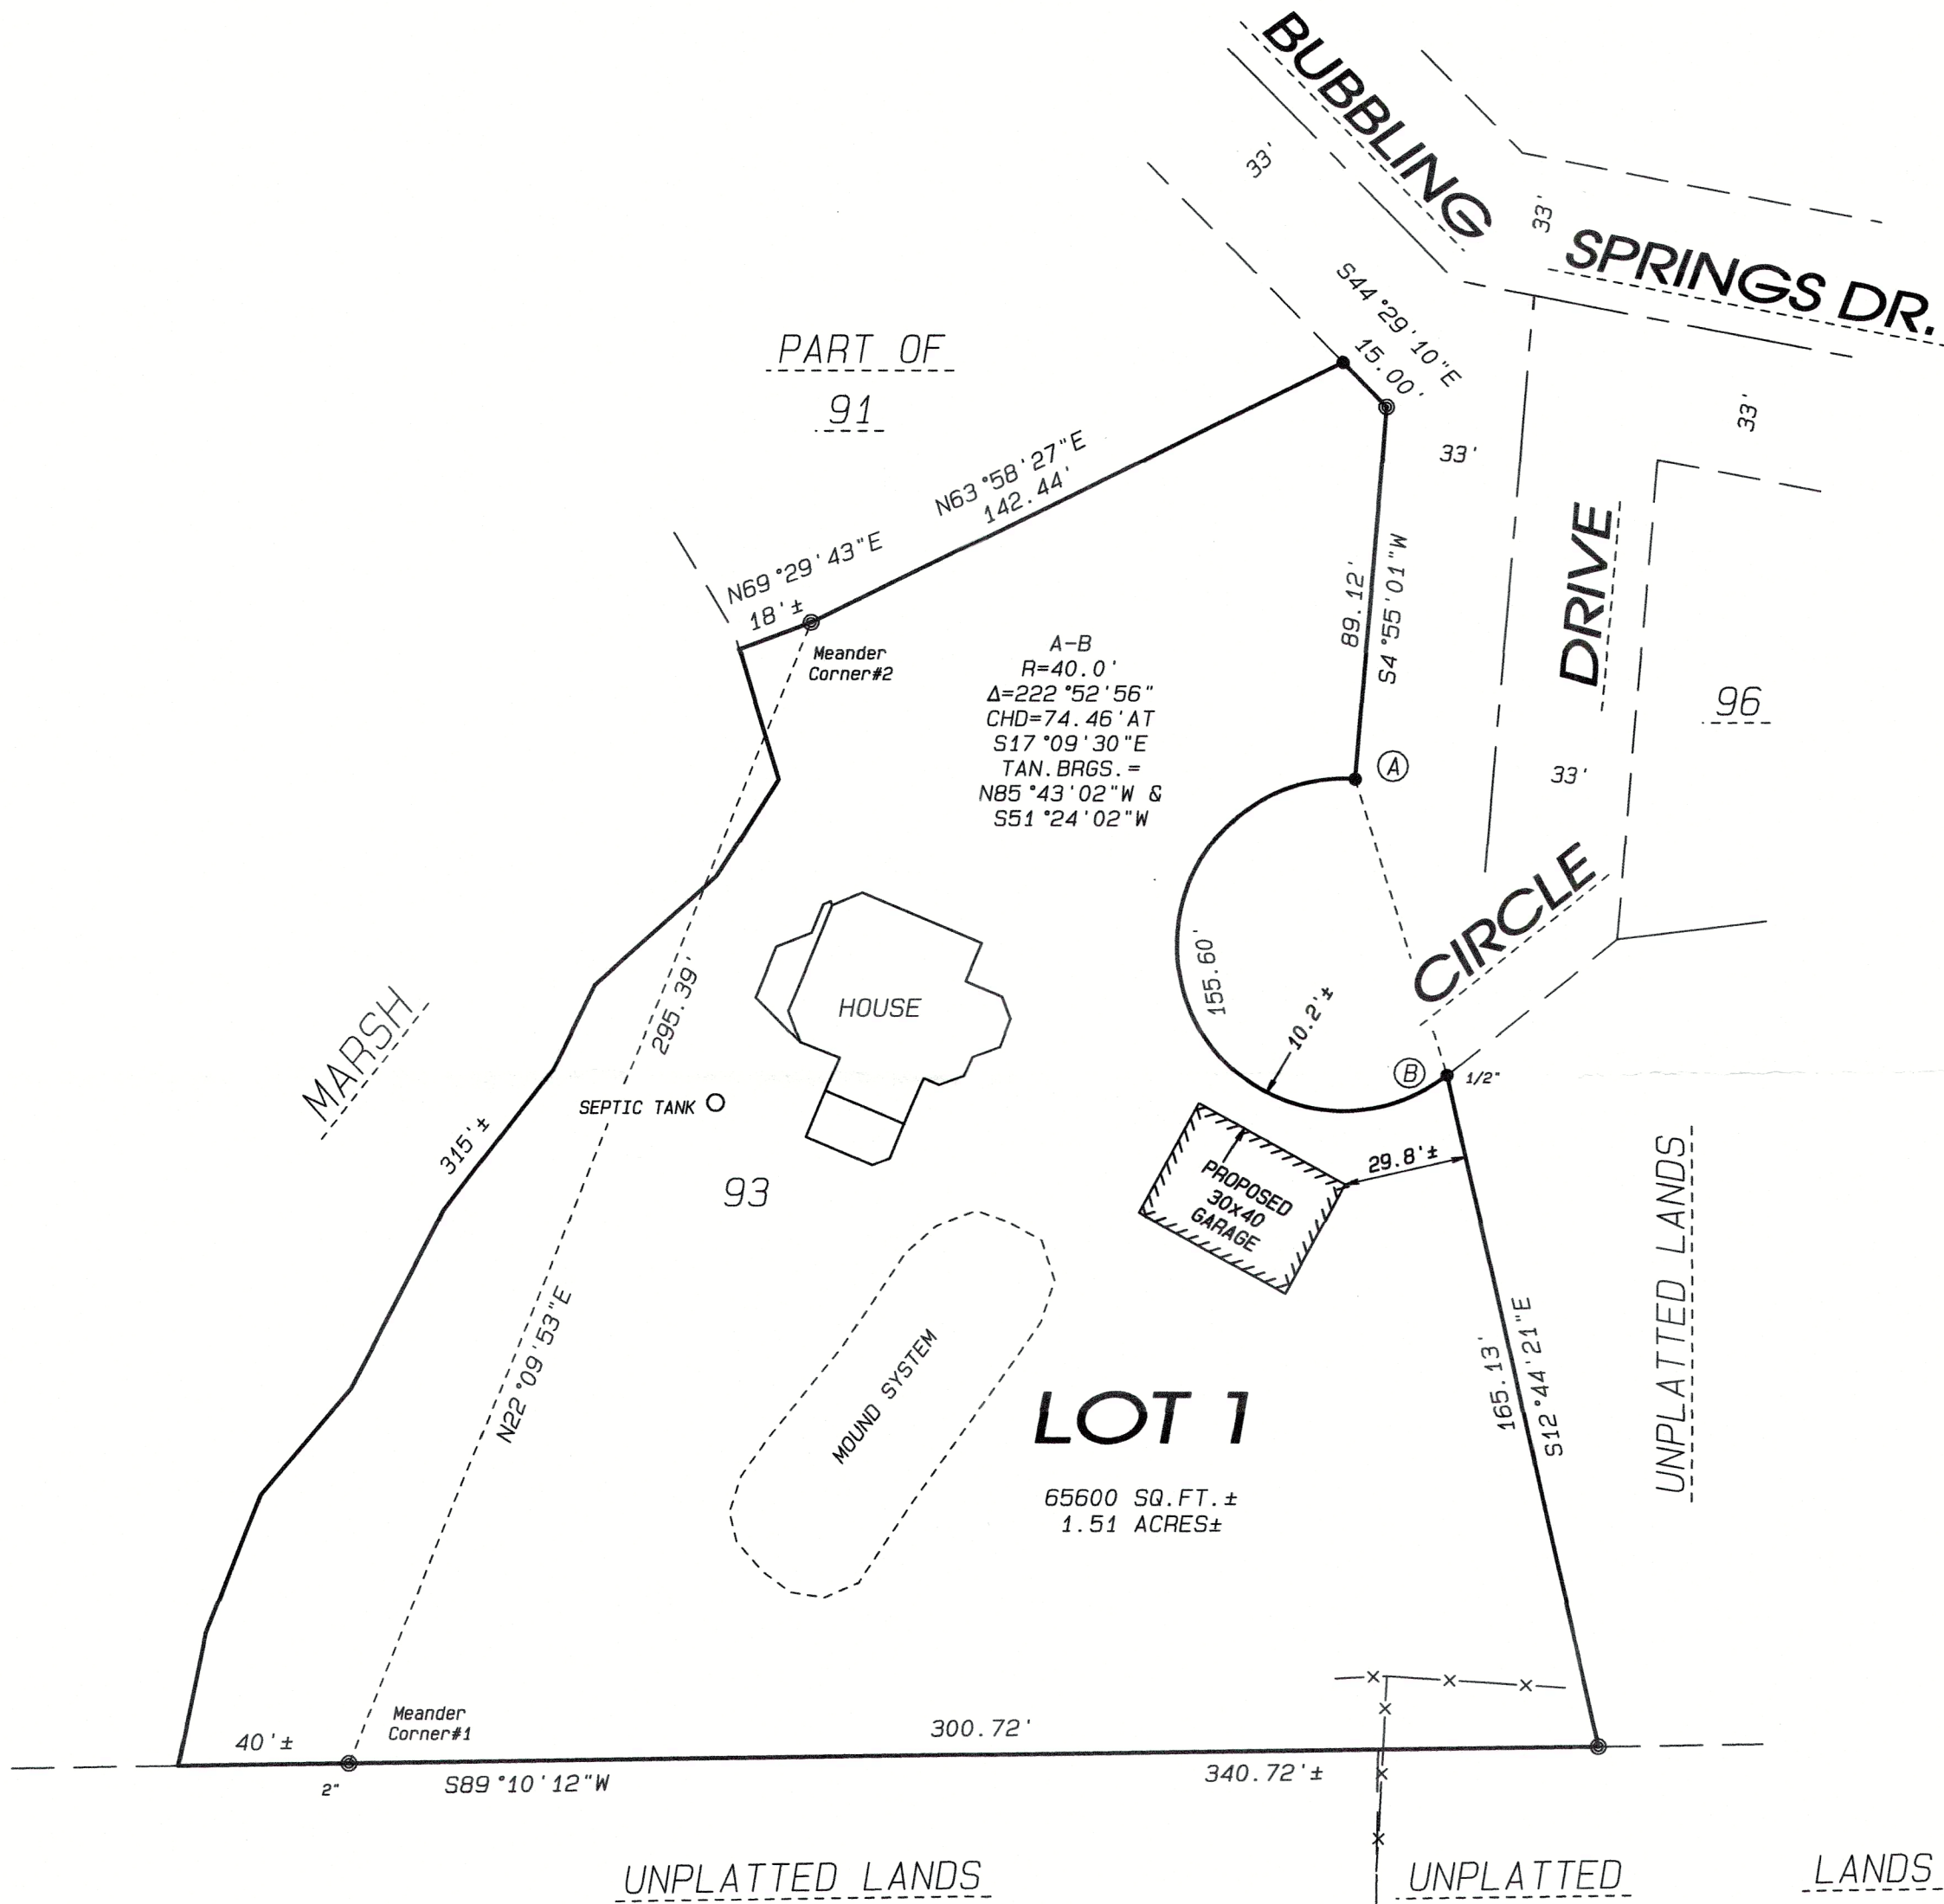 BUBBLING
SPRINGS DR.
33'
33'
S44°29'10"E
15.00'
PART OF
91
33'
33'
N63°58'27"E
142.44'
N69°29'43"E
18'±
DRIVE
89.12'
S4°55'01"W
Meander
Corner#2
A-B
R=40.0'
Δ=222°52'56"
CHD=74.46'AT
S17°09'30"E
TAN.BRGS.=
N85°43'02"W &
S51°24'02"W
96
A
33'
CIRCLE
155.60'
10.2'±
HOUSE
295.39'
MARSH
B
1/2"
SEPTIC TANK
315'±
29.8'±
PROPOSED
30x40
GARAGE
93
UNPLATTED LANDS
N22°09'53"E
MOUND SYSTEM
165.13'
S12°44'21"E
LOT 1
65600 SQ.FT.±
1.51 ACRES±
Meander
Corner#1
40'±
300.72'
2"
S89°10'12"W
340.72'±
UNPLATTED LANDS
UNPLATTED
LANDS